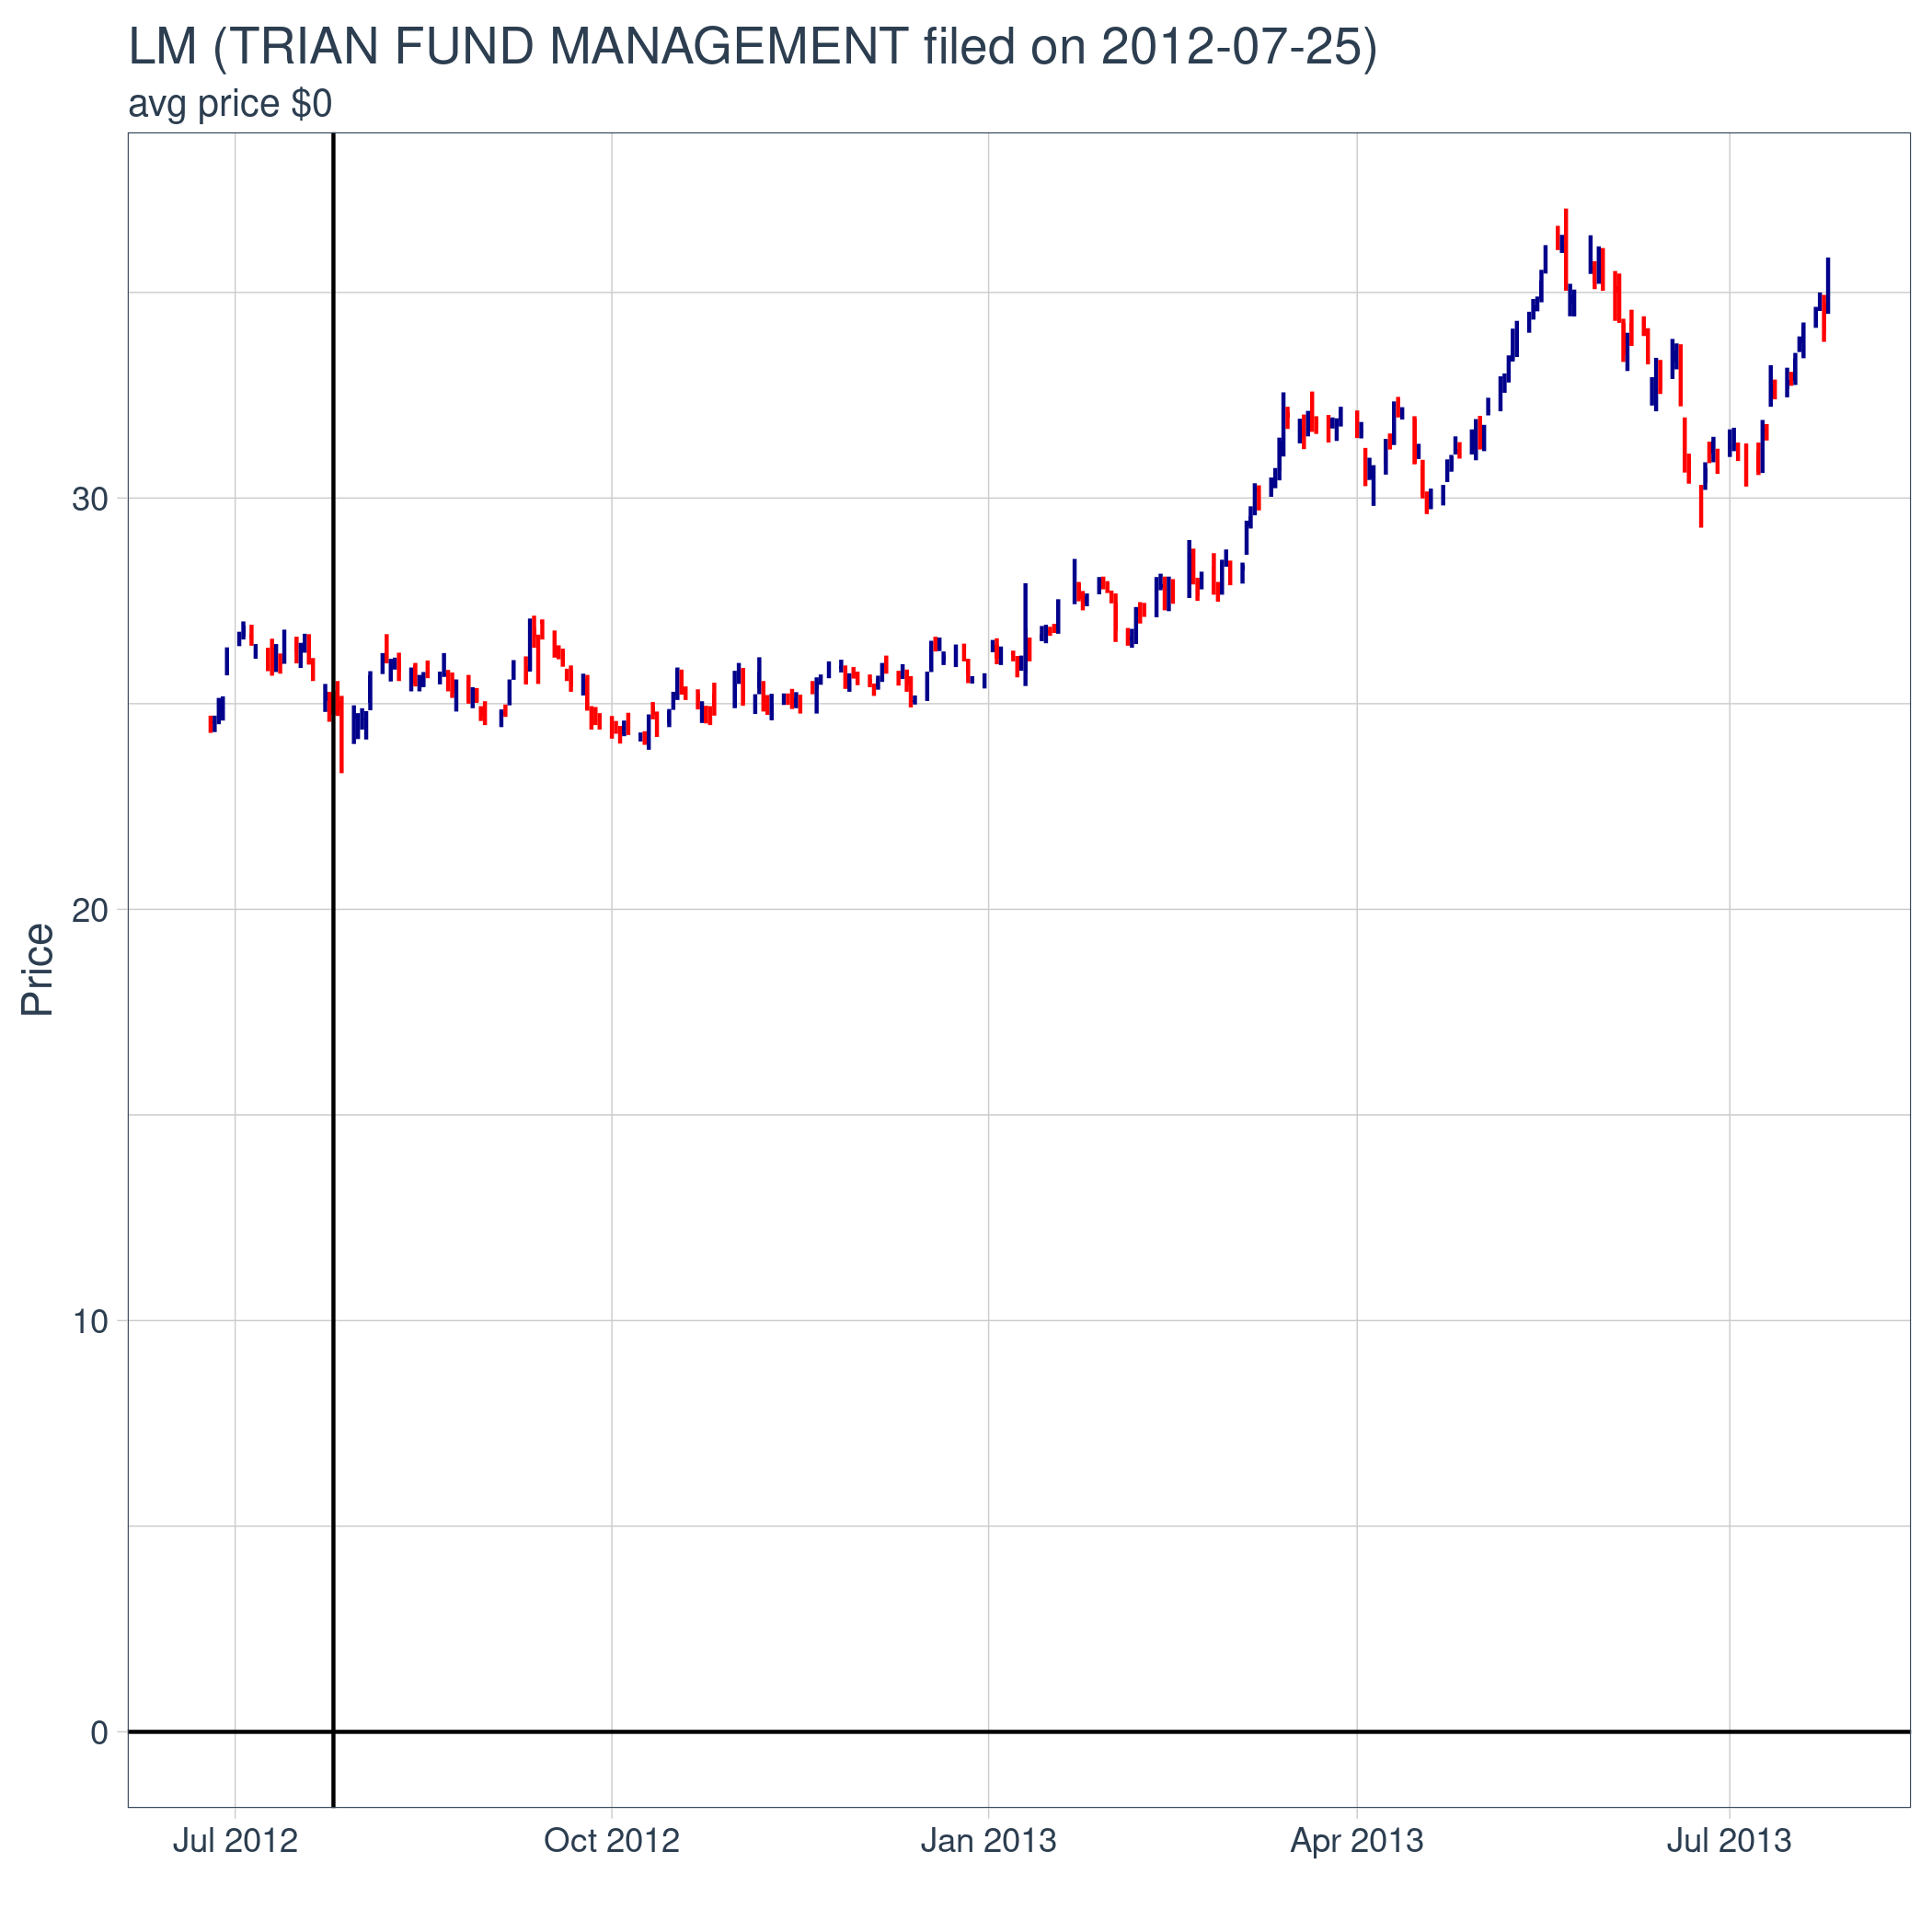 LM (TRIAN FUND MANAGEMENT filed on 2012-07-25)
avg price $0
Price
30
20
10
0
Jul 2012 Oct 2012 Jan 2013 Apr 2013 Jul 2013